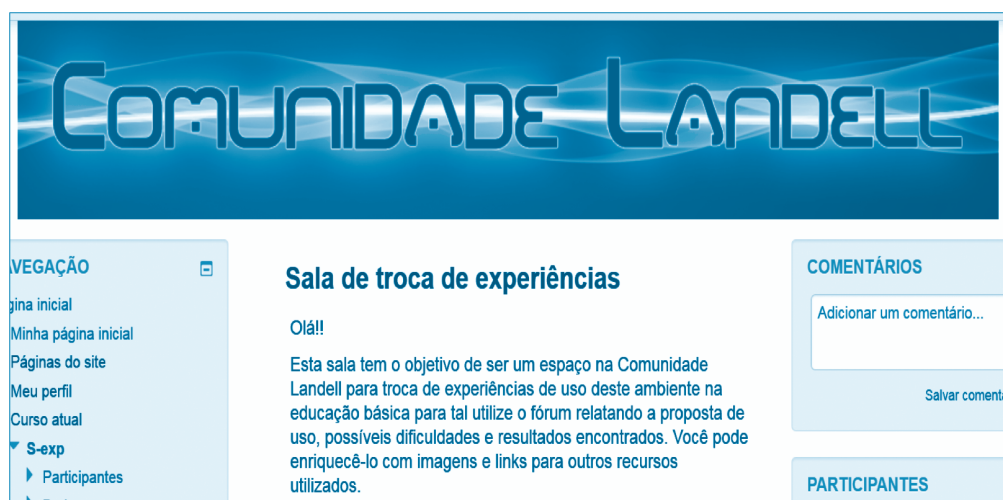 COMUNIDADE LANDELL
VEGAÇÃO
gina inicial
Minha página inicial
Páginas do site
Meu perfil
Curso atual
S-exp
Participantes
Sala de troca de experiências
Olá!!
Esta sala tem o objetivo de ser um espaço na Comunidade
Landell para troca de experiências de uso deste ambiente na
educação básica para tal utilize o fórum relatando a proposta de
uso, possíveis dificuldades e resultados encontrados. Você pode
enriquecê-lo com imagens e links para outros recursos
utilizados.
COMENTÁRIOS
Adicionar um comentário...
Salvar coment
PARTICIPANTES